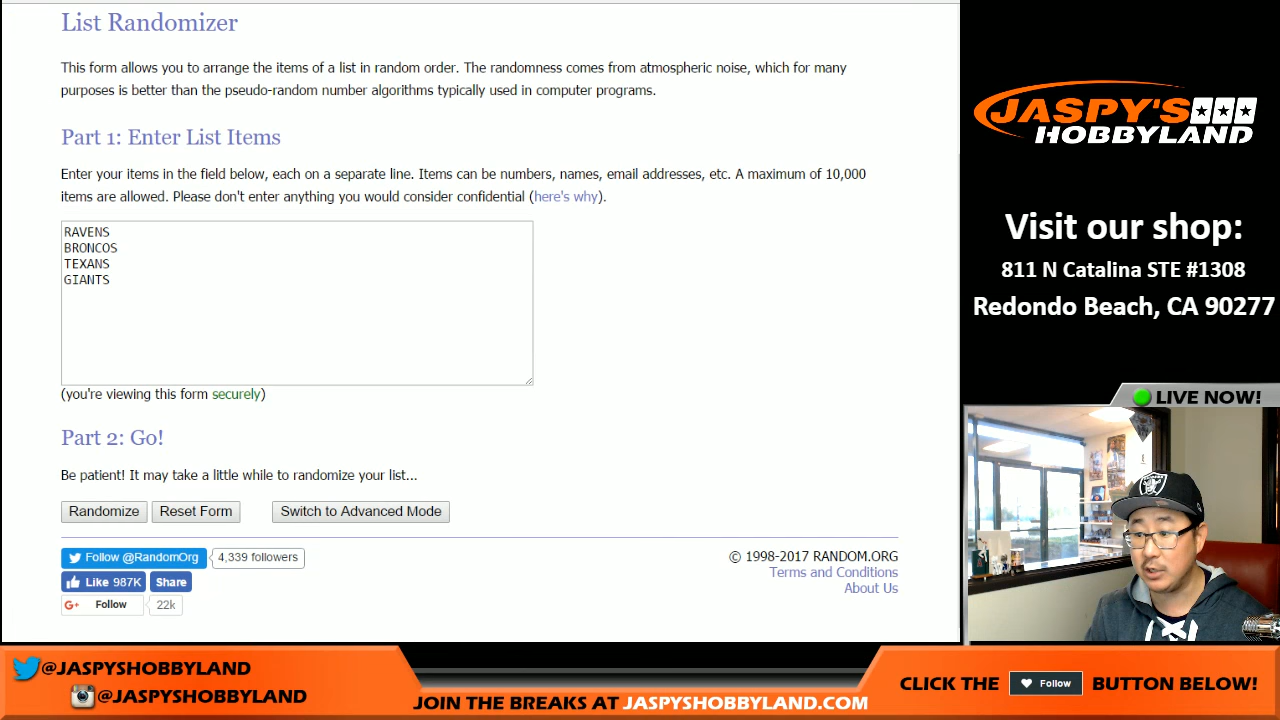 List Randomizer
This form allows you to arrange the items of a list in random order. The randomness comes from atmospheric noise, which for many
purposes is better than the pseudo-random number algorithms typically used in computer programs.
Part 1: Enter List Items
Enter your items in the field below, each on a separate line. Items can be numbers, names, email addresses, etc. A maximum of 10,000
items are allowed. Please don't enter anything you would consider confidential (here's why).
RAVENS
BRONCOS
TEXANS
GIANTS
(you're viewing this form securely)
Part 2: Go!
Be patient! It may take a little while to randomize your list...
Randomize Reset Form Switch to Advanced Mode
Follow @RandomOrg 4,339 followers
Like 987K Share
G+ Follow 22k
© 1998-2017 RANDOM.ORG
Terms and Conditions
About Us
JASPY'S
HOBBYLAND
Visit our shop:
811 N Catalina STE #1308
Redondo Beach, CA 90277
LIVE NOW!
@JASPYSHOBBYLAND
@JASPYSHOBBYLAND
JOIN THE BREAKS AT JASPYSHOBBYLAND.COM
CLICK THE Follow BUTTON BELOW!